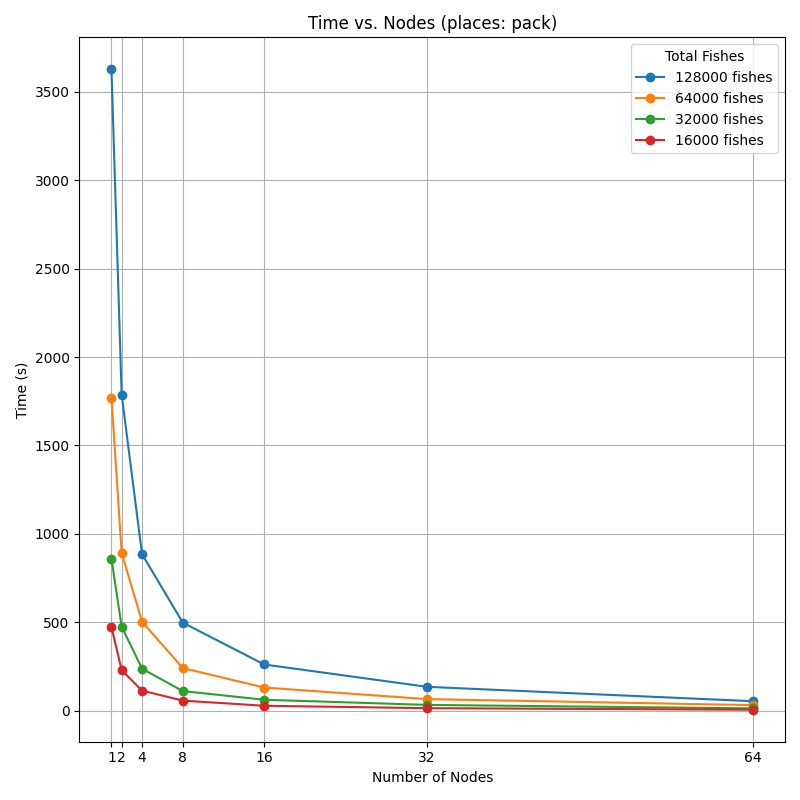 Time vs. Nodes (places: pack)
Total Fishes
128000 fishes
64000 fishes
32000 fishes
16000 fishes
Time (s)
3500
3000
2500
2000
1500
1000
500
0
1 2 4 8 16 32 64
Number of Nodes